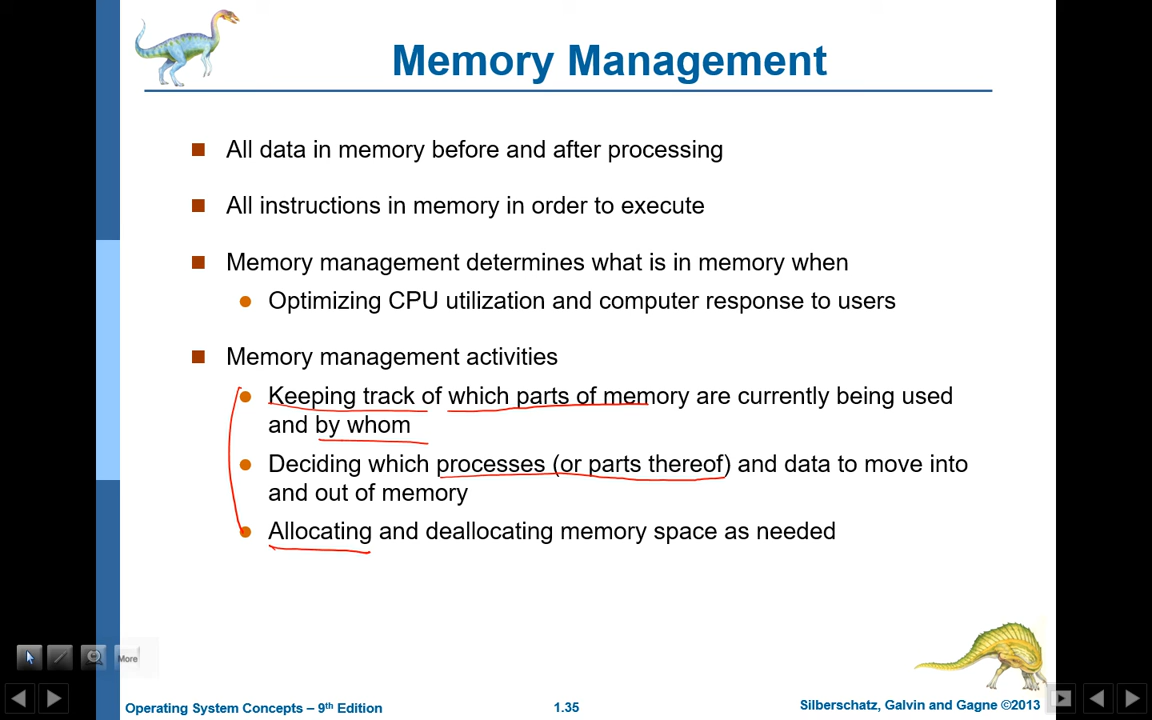 Memory Management
All data in memory before and after processing
All instructions in memory in order to execute
Memory management determines what is in memory when
Optimizing CPU utilization and computer response to users
Memory management activities
Keeping track of which parts of memory are currently being used
and by whom
Deciding which processes (or parts thereof) and data to move into
and out of memory
Allocating and deallocating memory space as needed
More
Operating System Concepts – 9th Edition
1.35
Silberschatz, Galvin and Gagne ©2013